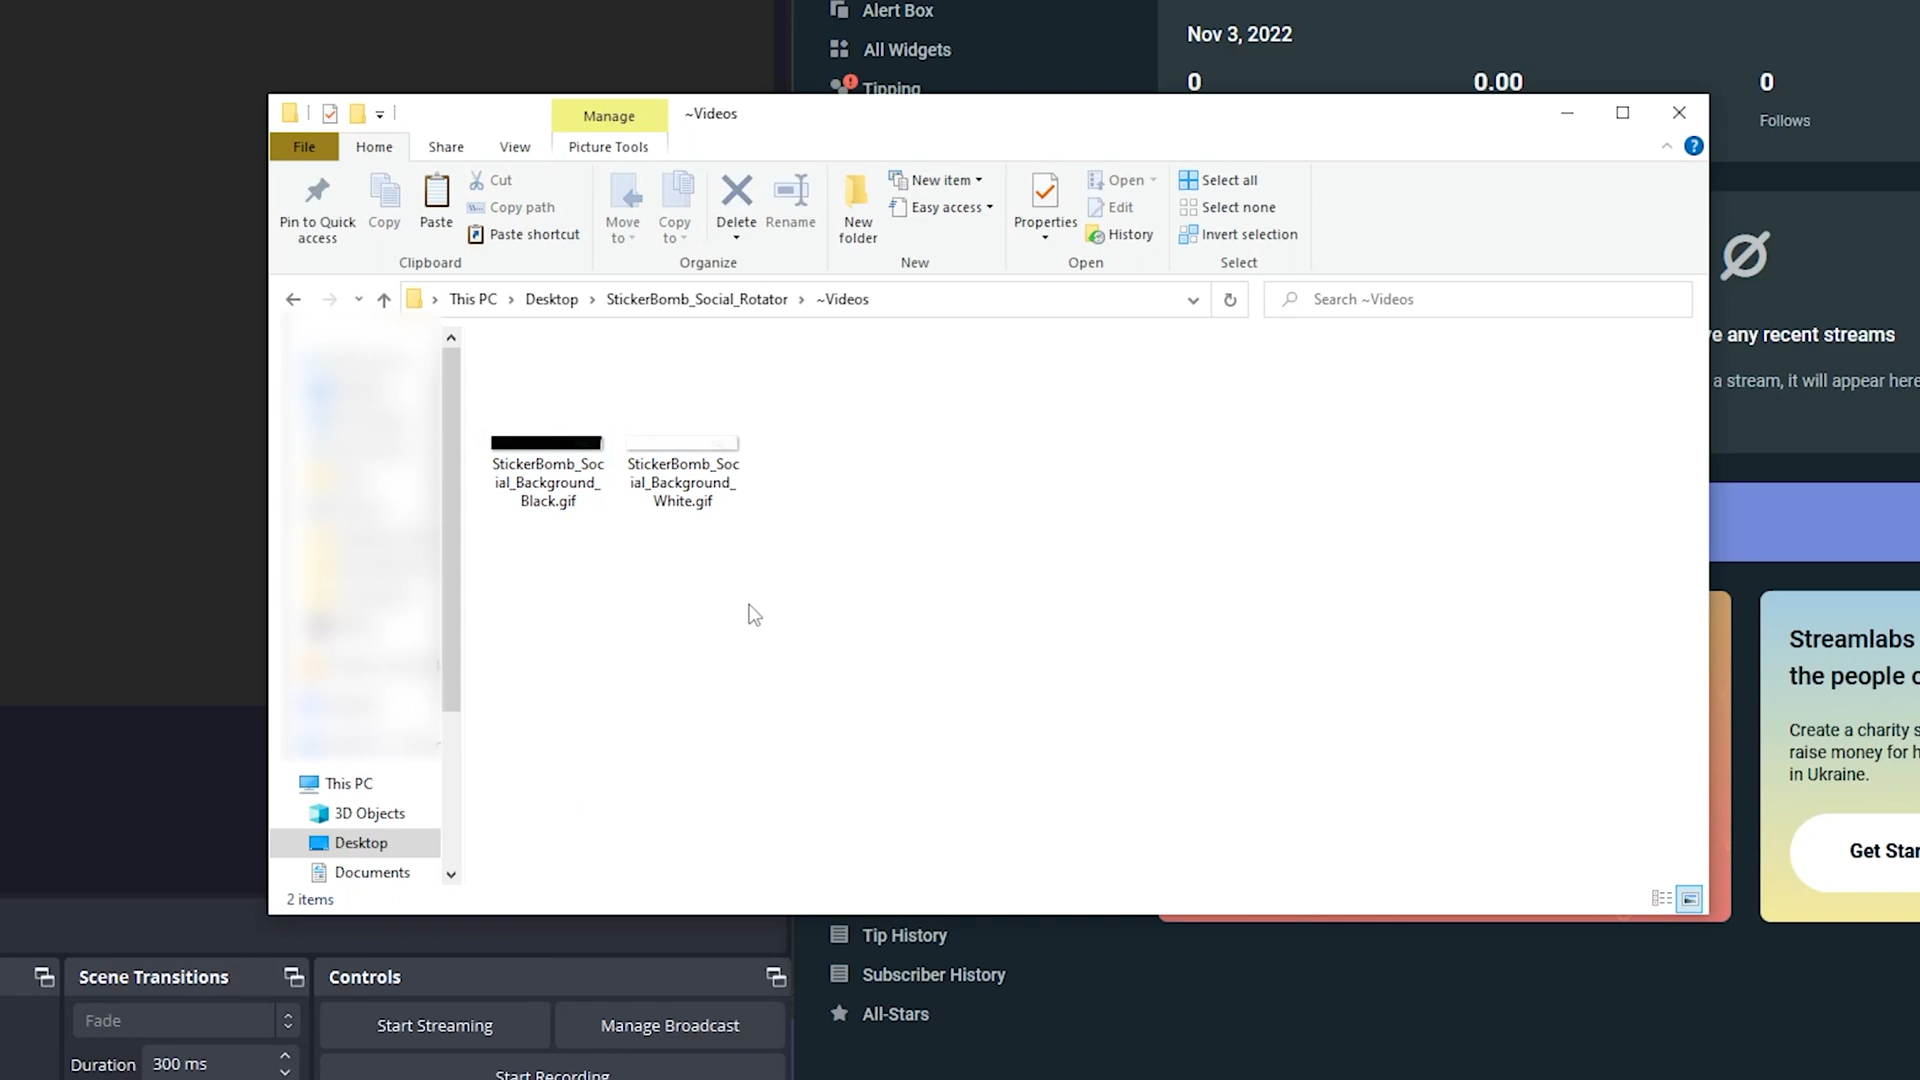 Alert Box
All Widgets
Tipping
Nov 3, 2022
0
0.00
0
Follows
Manage
~Videos
File
Home
Share
View
Picture Tools
Pin to Quick
access
Copy
Paste
Cut
Copy path
Paste shortcut
Clipboard
Move
to
Copy
to
Delete
Rename
Organize
New
folder
New item
Easy access
New
Properties
Open
Edit
History
Open
Select all
Select none
Invert selection
Select
This PC > Desktop > StickerBomb_Social_Rotator > ~Videos
Search ~Videos
StickerBomb_Soc
ial_Background_
Black.gif
StickerBomb_Soc
ial_Background_
White.gif
This PC
3D Objects
Desktop
Documents
2 items
any recent streams
a stream, it will appear here
Streamlabs
the people
Create a charity
raise money for
in Ukraine.
Get
Tip History
Subscriber History
All-Stars
Scene Transitions
Fade
Duration
300 ms
Controls
Start Streaming
Manage Broadcast
Start Recording